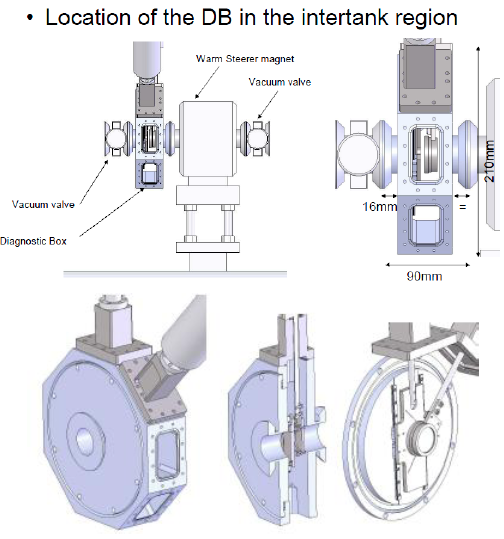 • Location of the DB in the intertank region
Warm Steerer magnet
Vacuum valve
Vacuum valve
Diagnostic Box
210mm
16mm
=
90mm